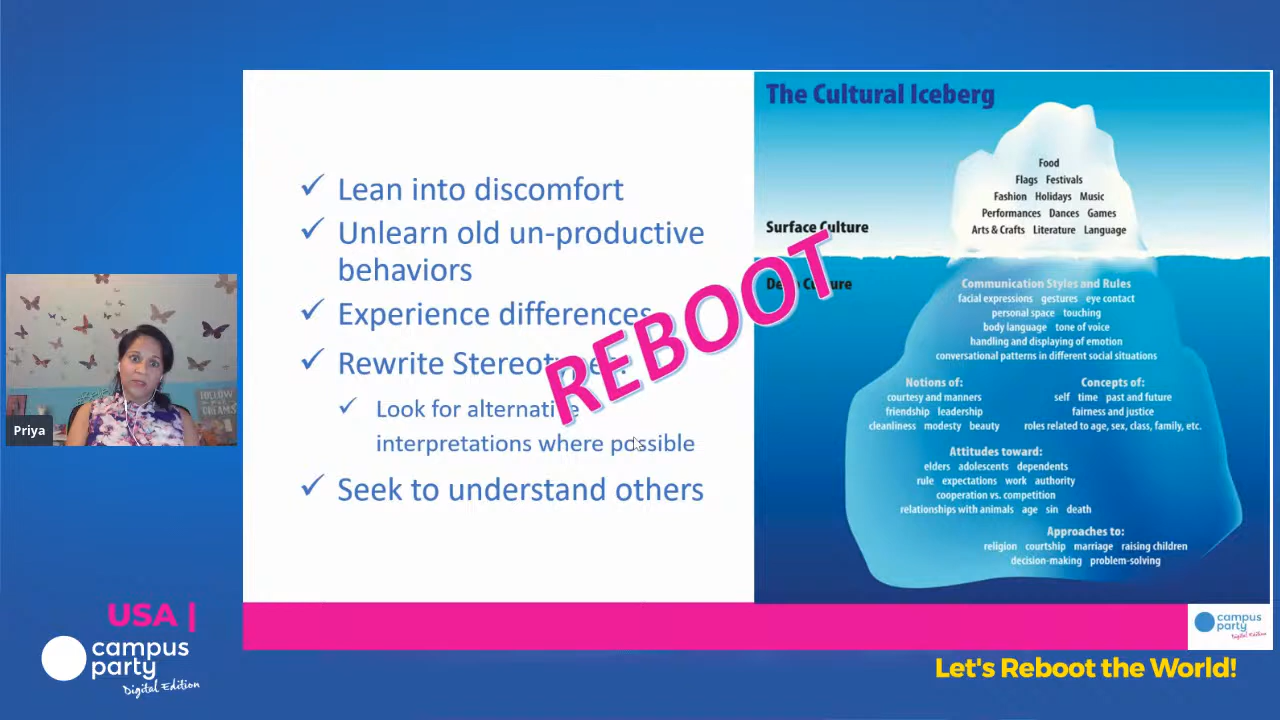 Lean into discomfort
Unlearn old un-productive
behaviors
Experience differences
Rewrite
Look for alternative
interpretations where possible
Seek to understand others
REBOOT
The Cultural Iceberg
Food
Flags Festivals
Fashion Holidays Music
Performances Dances Games
Arts & Crafts Literature Language
Surface Culture
Deep Culture
Communication Styles and Rules
facial expressions gestures eye contact
personal space touching
body language tone of voice
handling and displaying of emotion
conversational patterns in different social situations
Notions of:
courtesy and manners
friendship leadership
cleanliness modesty beauty
Concepts of:
self time past and future
fairness and justice
roles related to age, sex, class, family, etc.
Attitudes toward:
elders adolescents dependents
rule expectations work authority
cooperation vs. competition
relationships with animals age sin death
Approaches to:
religion courtship marriage raising children
decision-making problem-solving
FOLLOW
DREAMS
Priya
USA |
campus
party
Digital Edition
campus
party
Digital Edition
Let's Reboot the World!